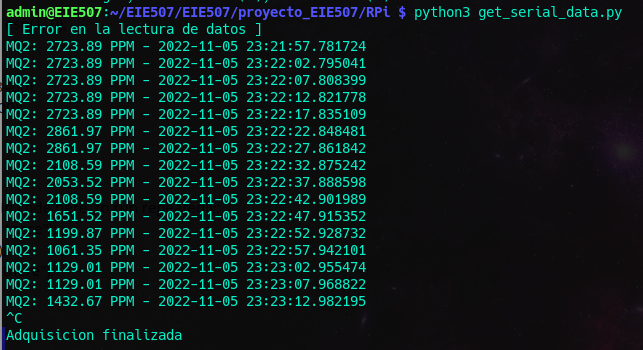 admin@EIE507:~/EIE507/EIE507/proyecto_EIE507/RPi $ python3 get_serial_data.py
[ Error en la lectura de datos ]
MQ2: 2723.89 PPM - 2022-11-05 23:21:57.781724
MQ2: 2723.89 PPM - 2022-11-05 23:22:02.795041
MQ2: 2723.89 PPM - 2022-11-05 23:22:07.808399
MQ2: 2723.89 PPM - 2022-11-05 23:22:12.821778
MQ2: 2723.89 PPM - 2022-11-05 23:22:17.835109
MQ2: 2861.97 PPM - 2022-11-05 23:22:22.848481
MQ2: 2861.97 PPM - 2022-11-05 23:22:27.861842
MQ2: 2108.59 PPM - 2022-11-05 23:22:32.875242
MQ2: 2053.52 PPM - 2022-11-05 23:22:37.888598
MQ2: 2108.59 PPM - 2022-11-05 23:22:42.901989
MQ2: 1651.52 PPM - 2022-11-05 23:22:47.915352
MQ2: 1199.87 PPM - 2022-11-05 23:22:52.928732
MQ2: 1061.35 PPM - 2022-11-05 23:22:57.942101
MQ2: 1129.01 PPM - 2022-11-05 23:23:02.955474
MQ2: 1129.01 PPM - 2022-11-05 23:23:07.968822
MQ2: 1432.67 PPM - 2022-11-05 23:23:12.982195
^C
Adquisicion finalizada